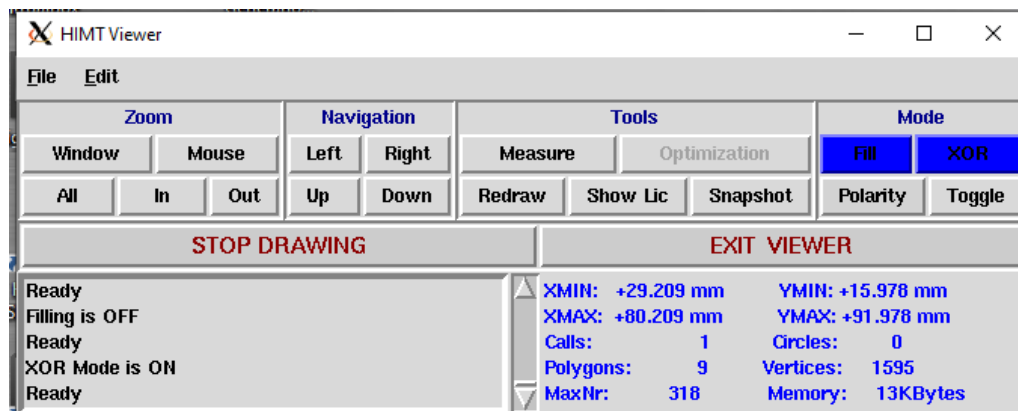 HIMT Viewer
File Edit
Zoom Navigation Tools Mode
Window Mouse Left Right Measure Optimization Fill XOR
All In Out Up Down Redraw Show Lic Snapshot Polarity Toggle
STOP DRAWING EXIT VIEWER
Ready
Filling is OFF
Ready
XOR Mode is ON
Ready
XMIN: +29.209 mm YMIN: +15.978 mm
XMAX: +80.209 mm YMAX: +91.978 mm
Calls: 1 Circles: 0
Polygons: 9 Vertices: 1595
MaxNr: 318 Memory: 13KBytes